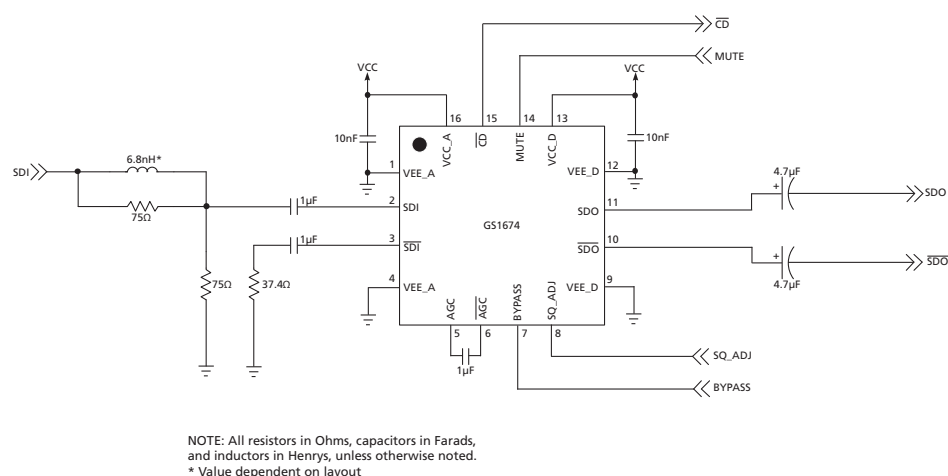 CD
MUTE
VCC
VCC
16
15
14
13
10nF
10nF
VCC_A
CD
MUTE
VCC_D
6.8nH*
SDI
1
VEE_A
VEE_D
12
75Ω
1µF
2
SDI
SDO
11
4.7µF
+
SDO
GS1674
1µF
3
SDI
SDO
10
+
4.7µF
SDO
75Ω
37.4Ω
4
VEE_A
VEE_D
9
AGC
AGC
BYPASS
SQ_ADJ
5
6
7
8
1µF
SQ_ADJ
BYPASS
NOTE: All resistors in Ohms, capacitors in Farads,
and inductors in Henrys, unless otherwise noted.
* Value dependent on layout